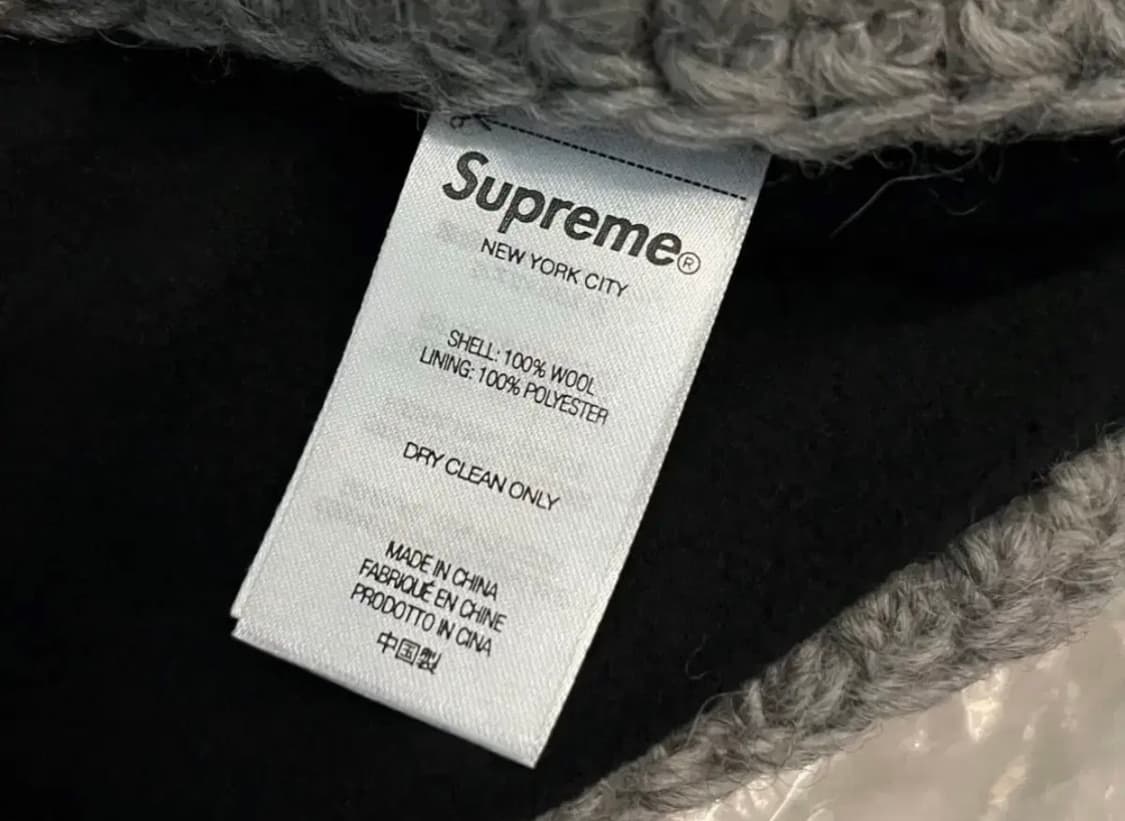 Supreme®
NEW YORK CITY
SHELL: 100% WOOL
LINING: 100% POLYESTER
DRY CLEAN ONLY
MADE IN CHINA
FABRIQUÉ EN CHINE
PRODOTTO IN CINA
中国製